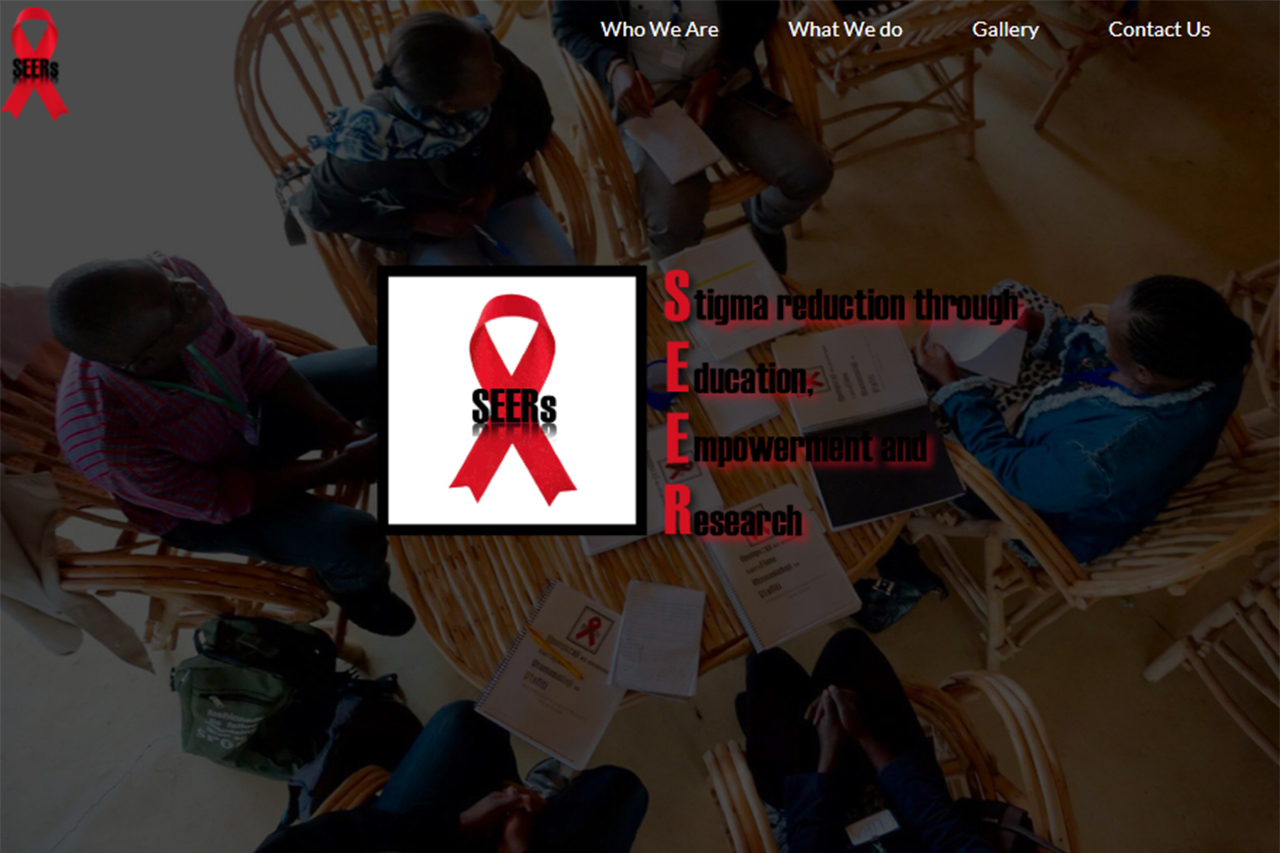 SEERs
Who We Are
What We do
Gallery
Contact Us
SEERs
Stigma reduction through
Education,
Empowerment and
Research